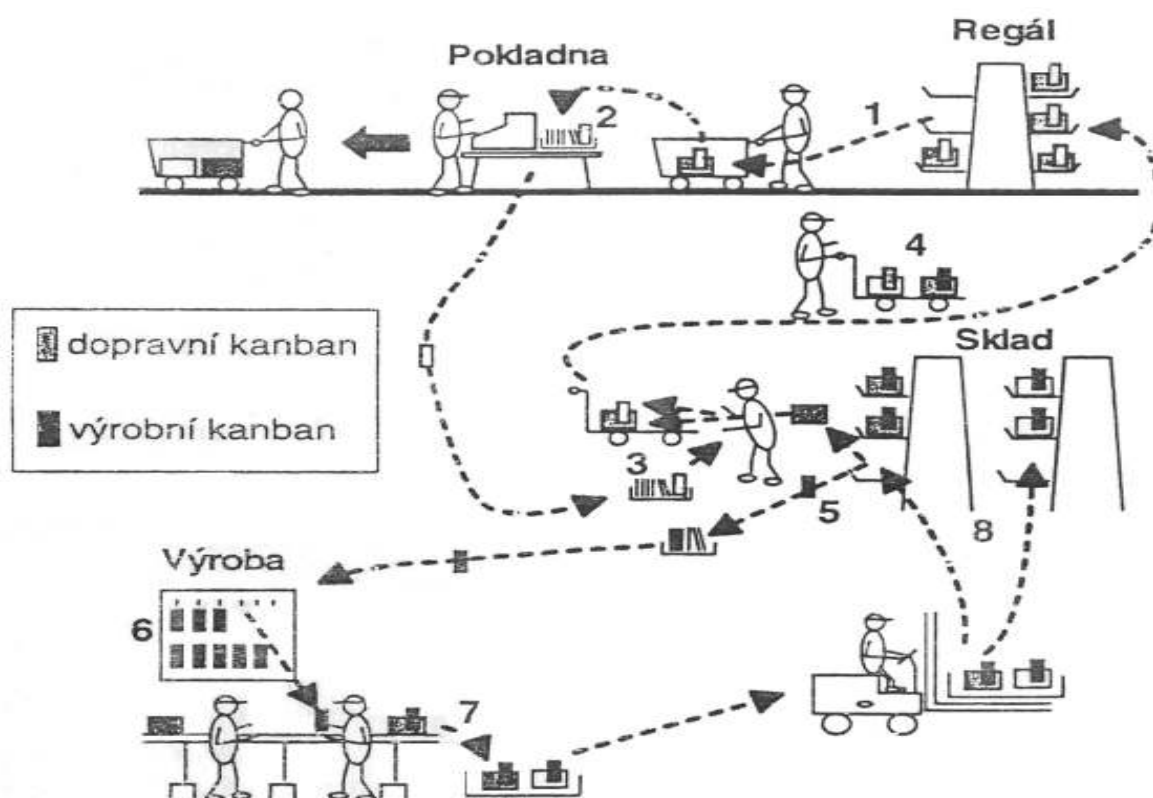 Regál
Pokladna
1
2
4
dopravní kanban
výrobní kanban
Sklad
3
5
8
Výroba
6
7